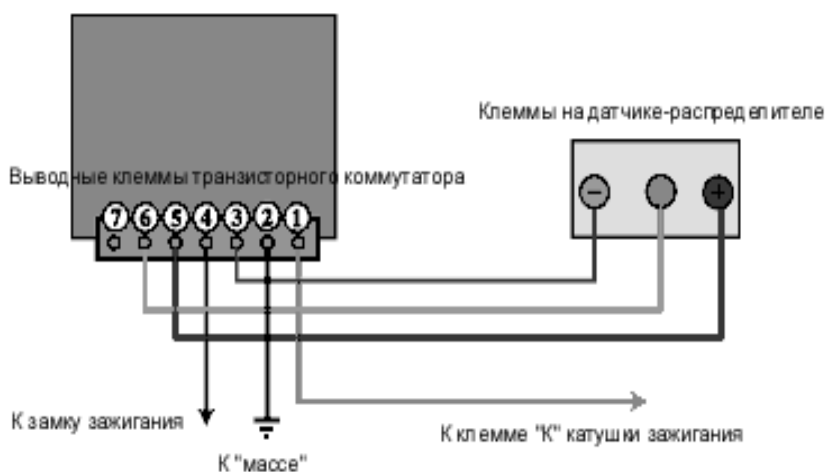 Клеммы на датчике-распределителе
Выводные клеммы транзисторного коммутатора
− +
7 6 5 4 3 2 1
К замку зажигания
К клемме "К" катушки зажигания
К "массе"